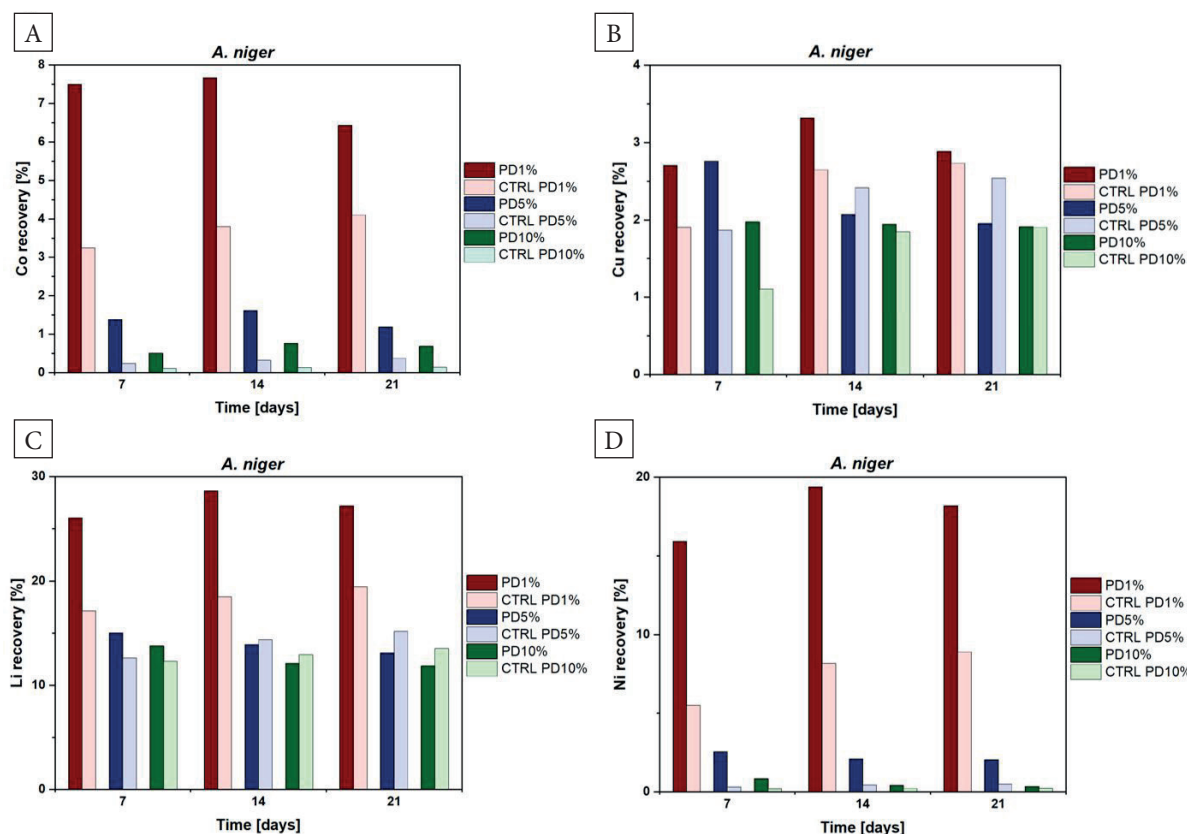 A
A. niger
Co recovery [%]
8
7
6
5
4
3
2
1
0
7
14
21
Time [days]
PD1%
CTRL PD1%
PD5%
CTRL PD5%
PD10%
CTRL PD10%
B
A. niger
Cu recovery [%]
4
3
2
1
0
7
14
21
Time [days]
PD1%
CTRL PD1%
PD5%
CTRL PD5%
PD10%
CTRL PD10%
C
A. niger
Li recovery [%]
30
20
10
0
7
14
21
Time [days]
PD1%
CTRL PD1%
PD5%
CTRL PD5%
PD10%
CTRL PD10%
D
A. niger
Ni recovery [%]
20
10
0
7
14
21
Time [days]
PD1%
CTRL PD1%
PD5%
CTRL PD5%
PD10%
CTRL PD10%